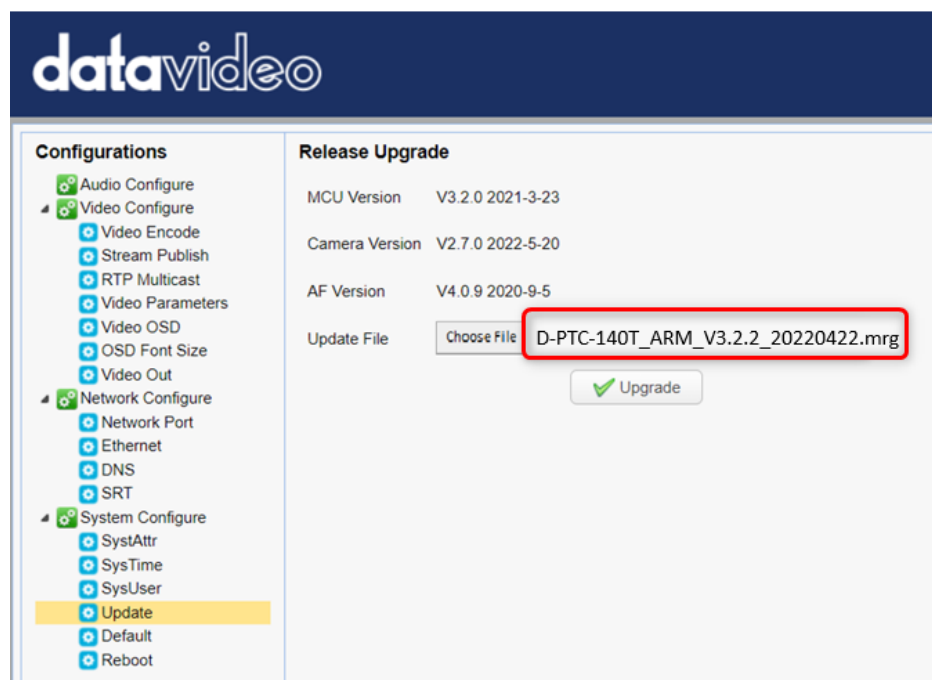 datavideo
Configurations
Audio Configure
Video Configure
Video Encode
Stream Publish
RTP Multicast
Video Parameters
Video OSD
OSD Font Size
Video Out
Network Configure
Network Port
Ethernet
DNS
SRT
System Configure
SystAttr
SysTime
SysUser
Update
Default
Reboot
Release Upgrade
MCU Version V3.2.0 2021-3-23
Camera Version V2.7.0 2022-5-20
AF Version V4.0.9 2020-9-5
Update File Choose File D-PTC-140T_ARM_V3.2.2_20220422.mrg
Upgrade